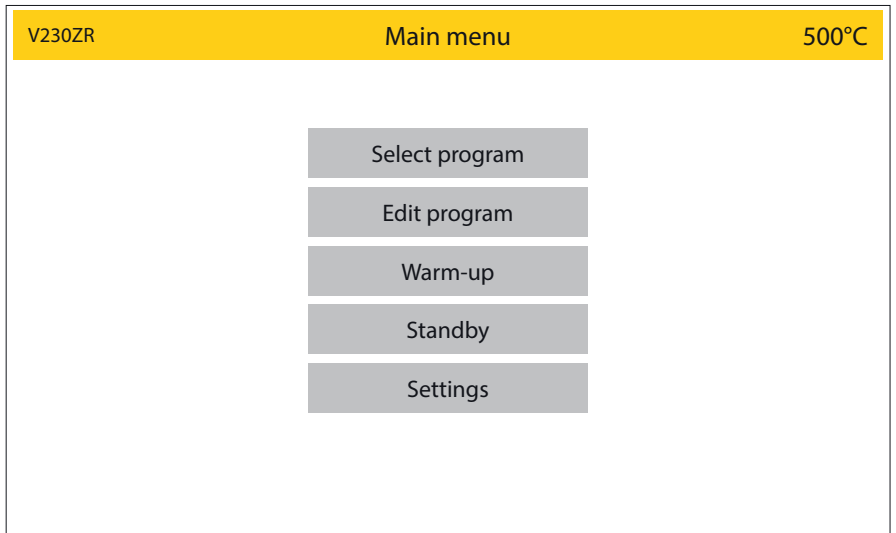 V230ZR Main menu 500°C
Select program
Edit program
Warm-up
Standby
Settings